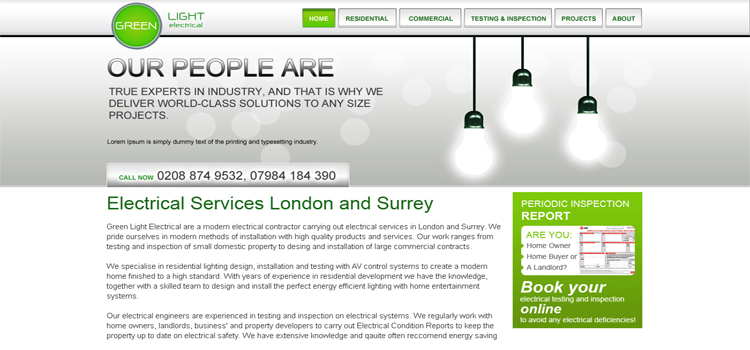 GREEN
LIGHT
electrical
HOME
RESIDENTIAL
COMMERCIAL
TESTING & INSPECTION
PROJECTS
ABOUT
OUR PEOPLE ARE
TRUE EXPERTS IN INDUSTRY, AND THAT IS WHY WE
DELIVER WORLD-CLASS SOLUTIONS TO ANY SIZE
PROJECTS.
Lorem Ipsum is simply dummy text of the printing and typesetting industry.
CALL NOW 0208 874 9532, 07984 184 390
Electrical Services London and Surrey
Green Light Electrical are a modern electrical contractor carrying out electrical services in London and Surrey. We
pride ourselves in modern methods of installation with high quality products and services. Our work ranges from
testing and inspection of small domestic property to desing and installation of large commercial contracts.
We specialise in residential lighting design, installation and testing with AV control systems to create a modern
home finished to a high standard. With years of experience in residential development we have the knowledge,
together with a skilled team to design and install the perfect energy efficient lighting with home entertainment
systems.
Our electrical engineers are experienced in testing and inspection on electrical systems. We regularly work with
home owners, landlords, business' and property developers to carry out Electrical Condition Reports to keep the
property up to date on electrical safety. We have extensive knowledge and qauite often reccomend energy saving
PERIODIC INSPECTION
REPORT
ARE YOU:
Home Owner
Home Buyer or
A Landlord?
Book your
electrical testing and inspection
online
to avoid any electrical deficiencies!